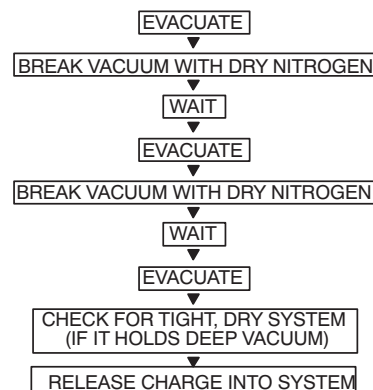 EVACUATE
BREAK VACUUM WITH DRY NITROGEN
WAIT
EVACUATE
BREAK VACUUM WITH DRY NITROGEN
WAIT
EVACUATE
CHECK FOR TIGHT, DRY SYSTEM
(IF IT HOLDS DEEP VACUUM)
RELEASE CHARGE INTO SYSTEM